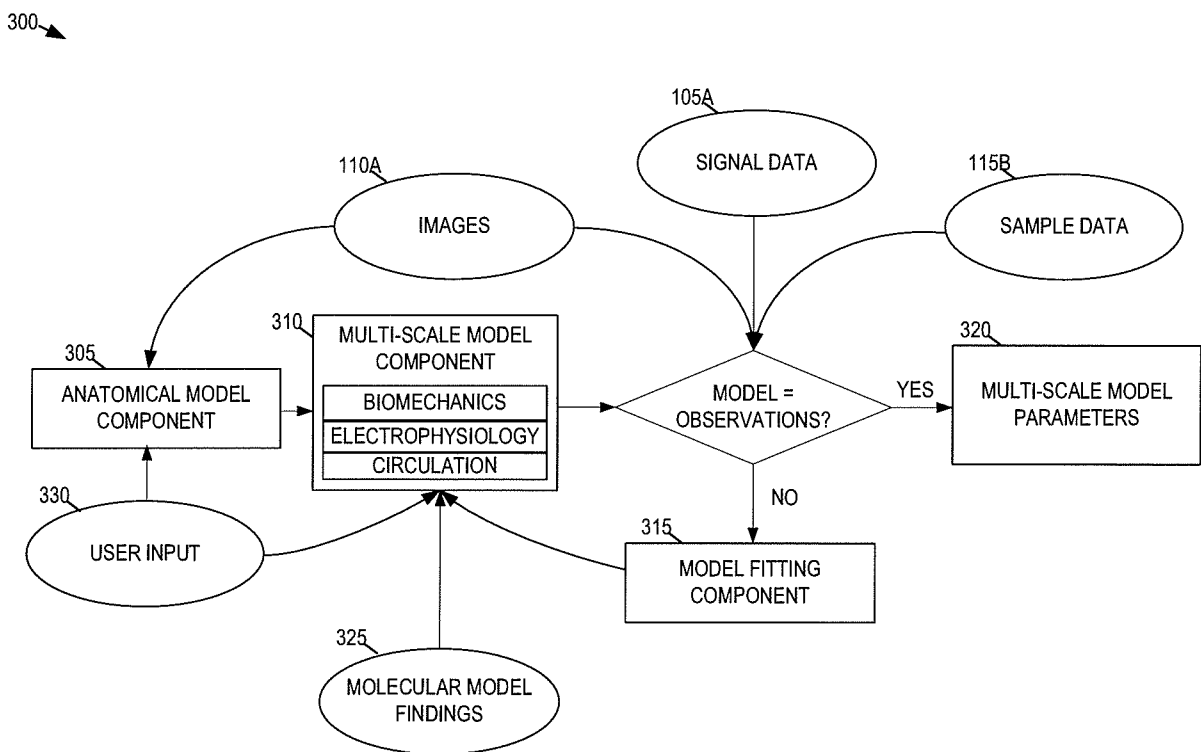 300
105A
SIGNAL DATA
110A
IMAGES
115B
SAMPLE DATA
305
ANATOMICAL MODEL
COMPONENT
310
MULTI-SCALE MODEL
COMPONENT
BIOMECHANICS
ELECTROPHYSIOLOGY
CIRCULATION
MODEL =
OBSERVATIONS?
YES
320
MULTI-SCALE MODEL
PARAMETERS
NO
330
USER INPUT
315
MODEL FITTING
COMPONENT
325
MOLECULAR MODEL
FINDINGS